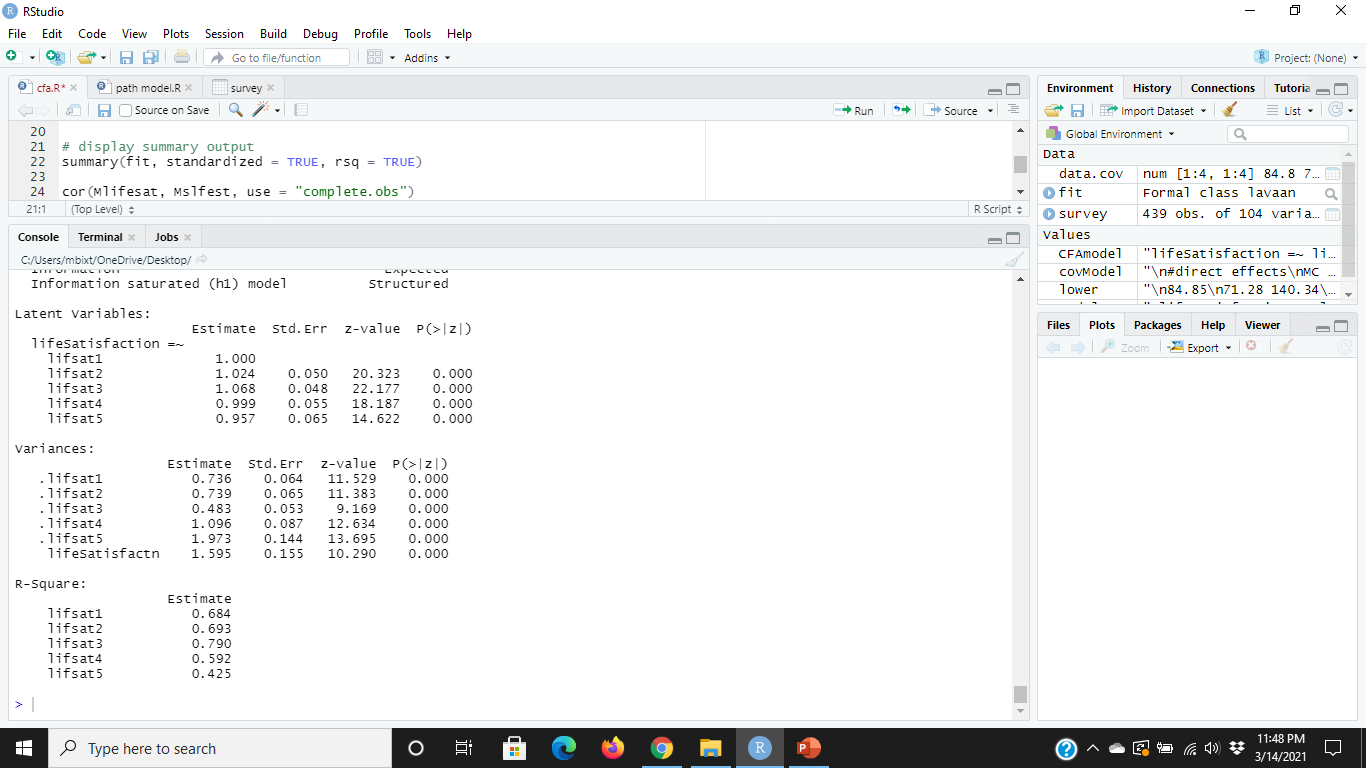 RStudio
File Edit Code View Plots Session Build Debug Profile Tools Help
Go to file/function Addins Project: (None)
cfa.R* path model.R survey
Source on Save Run Source
20
21 # display summary output
22 summary(fit, standardized = TRUE, rsq = TRUE)
23
24 cor(Mlifesat, Mslfest, use = "complete.obs")
21:1 (Top Level) R Script
Console Terminal Jobs
C:/Users/mbixt/OneDrive/Desktop/
Information Expected
Information saturated (h1) model Structured
Latent Variables:
Estimate Std.Err z-value P(>|z|)
lifeSatisfaction =~
lifsat1 1.000
lifsat2 1.024 0.050 20.323 0.000
lifsat3 1.068 0.048 22.177 0.000
lifsat4 0.999 0.055 18.187 0.000
lifsat5 0.957 0.065 14.622 0.000
Variances:
Estimate Std.Err z-value P(>|z|)
.lifsat1 0.736 0.064 11.529 0.000
.lifsat2 0.739 0.065 11.383 0.000
.lifsat3 0.483 0.053 9.169 0.000
.lifsat4 1.096 0.087 12.634 0.000
.lifsat5 1.973 0.144 13.695 0.000
lifeSatisfactn 1.595 0.155 10.290 0.000
R-Square:
Estimate
lifsat1 0.684
lifsat2 0.693
lifsat3 0.790
lifsat4 0.592
lifsat5 0.425
>
Environment History Connections Tutoria
Import Dataset List
Global Environment
Data
data.cov num [1:4, 1:4] 84.8 7…
fit Formal class lavaan
survey 439 obs. of 104 varia…
Values
CFAmodel "lifeSatisfaction =~ li…
covModel "\n#direct effects\nMC …
lower "\n84.85\n71.28 140.34\…
Files Plots Packages Help Viewer
Zoom Export
Type here to search
11:48 PM
3/14/2021